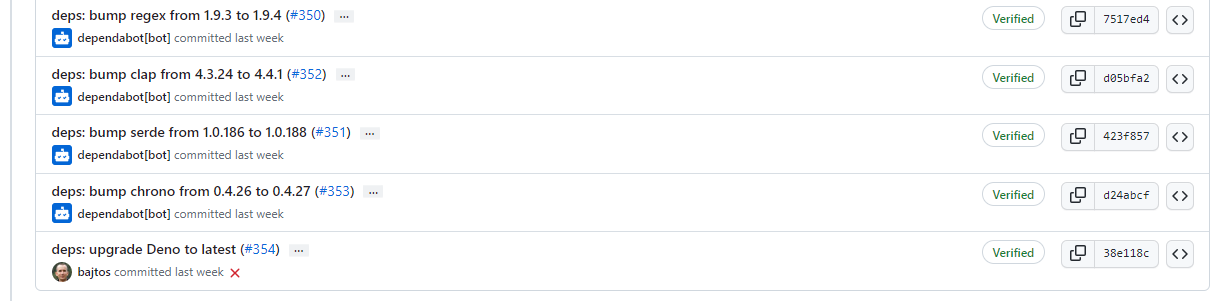 deps: bump regex from 1.9.3 to 1.9.4 (#350) ...
Verified
7517ed4
dependabot[bot] committed last week
deps: bump clap from 4.3.24 to 4.4.1 (#352) ...
Verified
d05bfa2
dependabot[bot] committed last week
deps: bump serde from 1.0.186 to 1.0.188 (#351) ...
Verified
423f857
dependabot[bot] committed last week
deps: bump chrono from 0.4.26 to 0.4.27 (#353) ...
Verified
d24abcf
dependabot[bot] committed last week
deps: upgrade Deno to latest (#354) ...
Verified
38e118c
bajtos committed last week